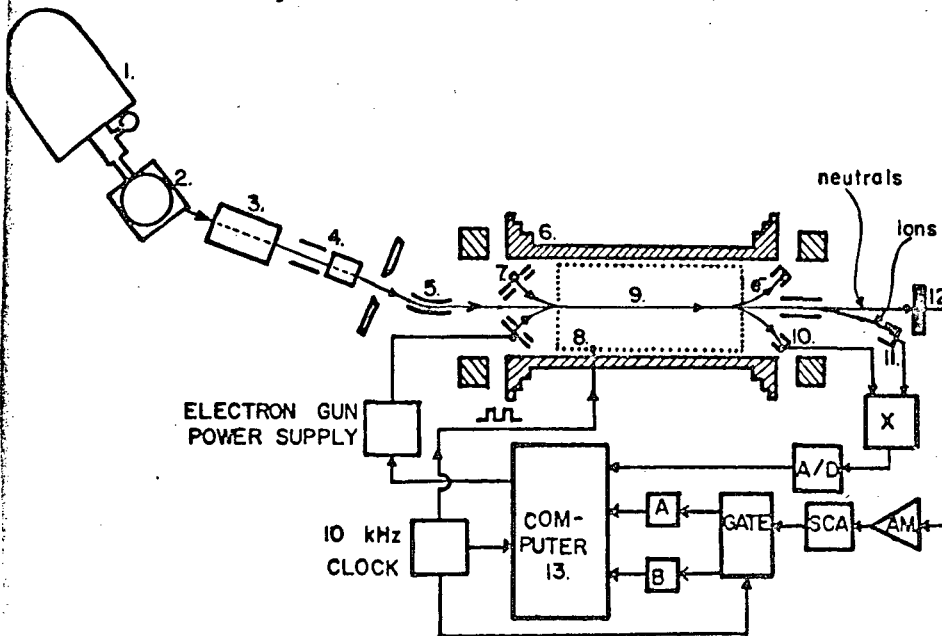 1.
2.
3.
4.
5.
6.
7.
8.
9.
e-
10.
neutrals
ions
11.
12
ELECTRON GUN
POWER SUPPLY
X
A/D
A
B
GATE
SCA
AM.
COM-
PUTER
13.
10 kHz
CLOCK